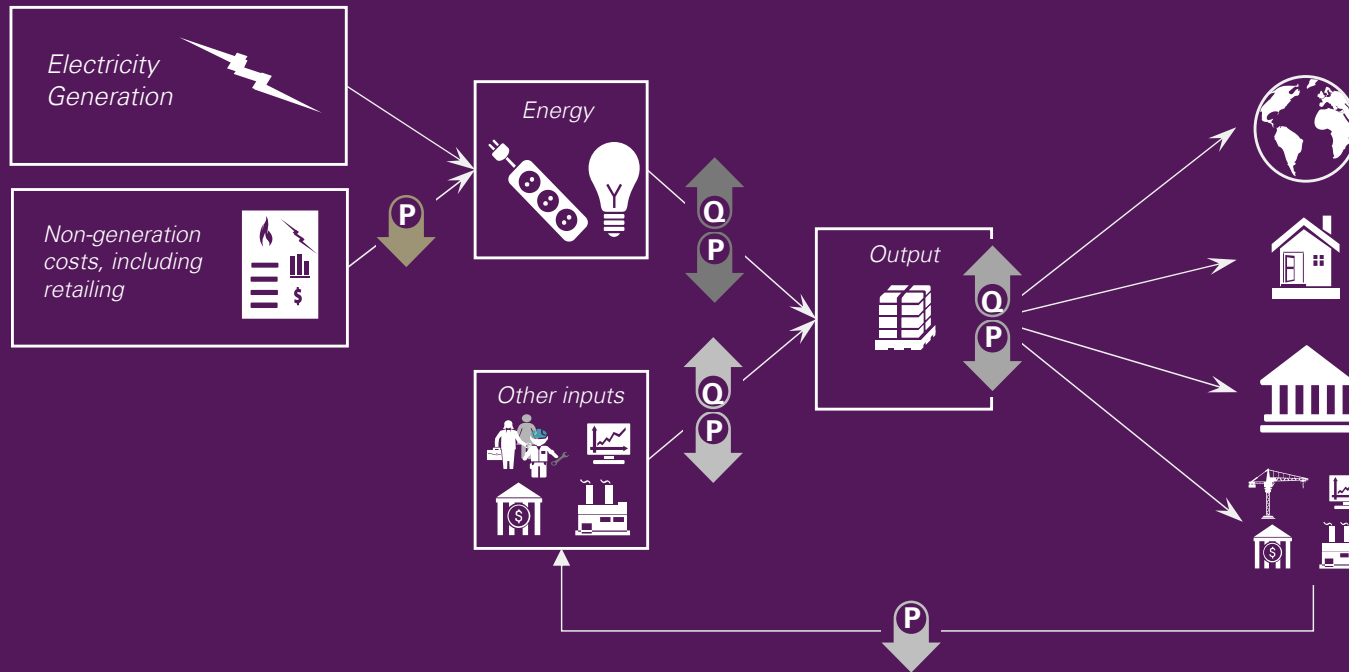 Electricity
Generation
Non-generation
costs, including
retailing
$
P
Energy
Q
P
Other inputs
$
Q
P
Output
Q
P
$
P